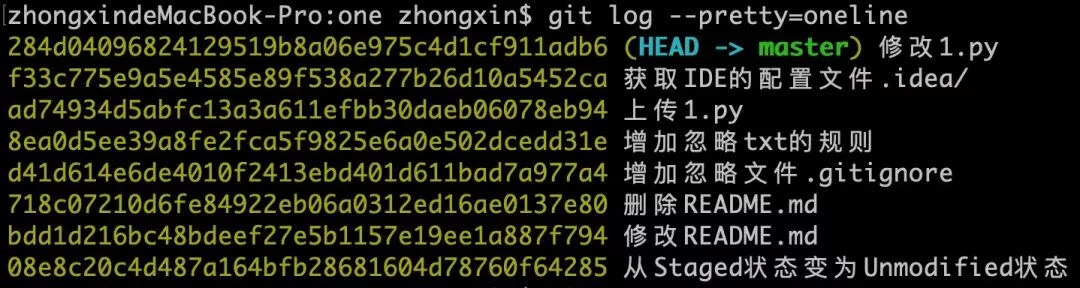 zhongxindeMacBook-Pro:one zhongxin$ git log --pretty=oneline
284d04096824129519b8a06e975c4d1cf911adb6 (HEAD -> master) 修改1.py
f33c775e9a5e4585e89f538a277b26d10a5452ca 获取IDE的配置文件.idea/
ad74934d5abfc13a3a611efbb30daeb06078eb94 上传1.py
8ea0d5ee39a8fe2fca5f9825e6a0e502dcedd31e 增加忽略txt的规则
d41d614e6de4010f2413ebd401d611bad7a977a4 增加忽略文件.gitignore
718c07210d6fe84922eb06a0312ed16ae0137e80 删除README.md
bdd1d216bc48bdeef27e5b1157e19ee1a887f794 修改README.md
08e8c20c4d487a164bfb28681604d78760f64285 从Staged状态变为Unmodified状态